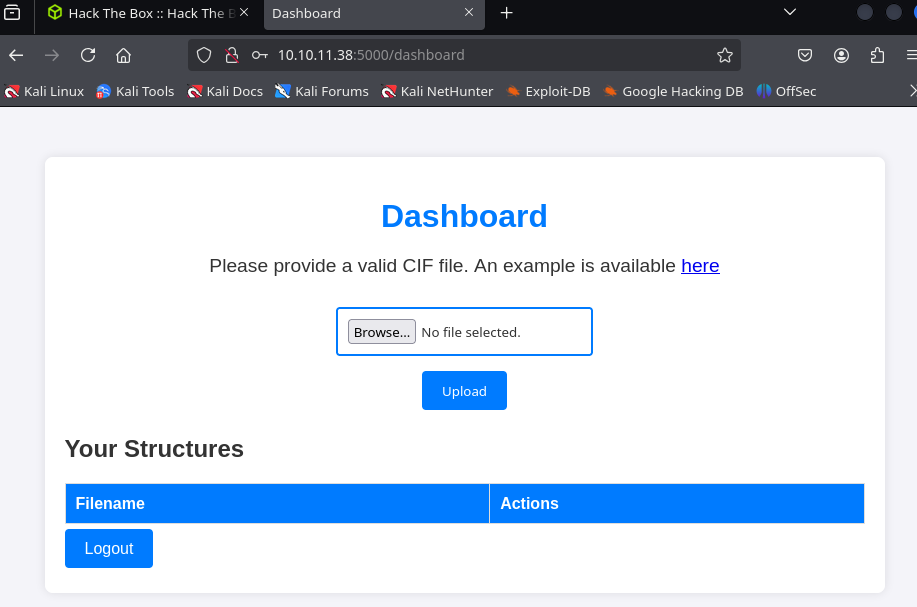 Hack The Box :: Hack The B
Dashboard
10.10.11.38:5000/dashboard
Kali Linux Kali Tools Kali Docs Kali Forums Kali NetHunter Exploit-DB Google Hacking DB OffSec
Dashboard
Please provide a valid CIF file. An example is available here
Browse... No file selected.
Upload
Your Structures
Filename Actions
Logout